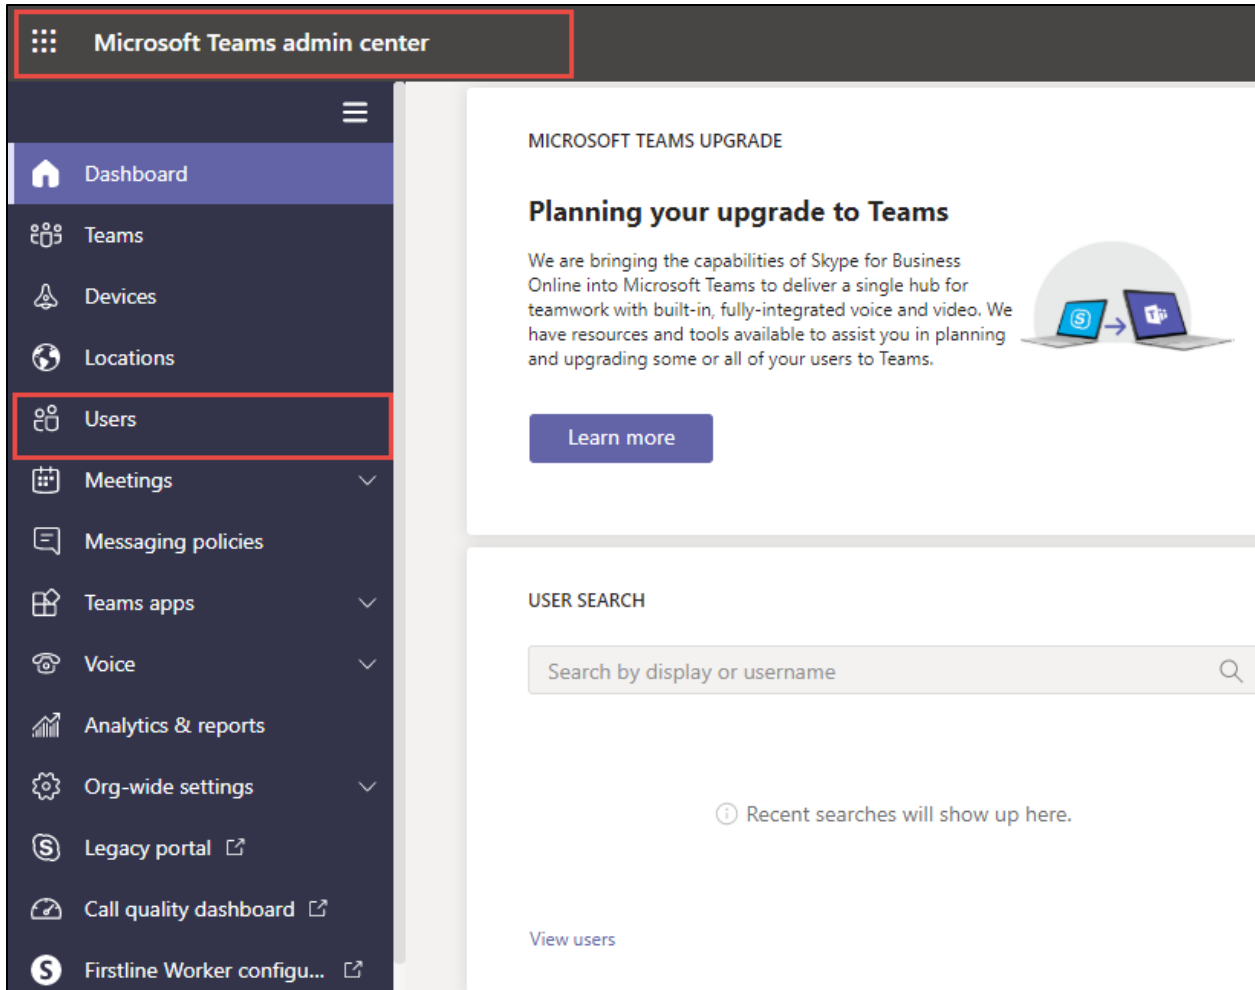 Microsoft Teams admin center
Dashboard
Teams
Devices
Locations
Users
Meetings
Messaging policies
Teams apps
Voice
Analytics & reports
Org-wide settings
Legacy portal
Call quality dashboard
Firstline Worker configu...
MICROSOFT TEAMS UPGRADE
Planning your upgrade to Teams
We are bringing the capabilities of Skype for Business
Online into Microsoft Teams to deliver a single hub for
teamwork with built-in, fully-integrated voice and video. We
have resources and tools available to assist you in planning
and upgrading some or all of your users to Teams.
Learn more
USER SEARCH
Search by display or username
Recent searches will show up here.
View users